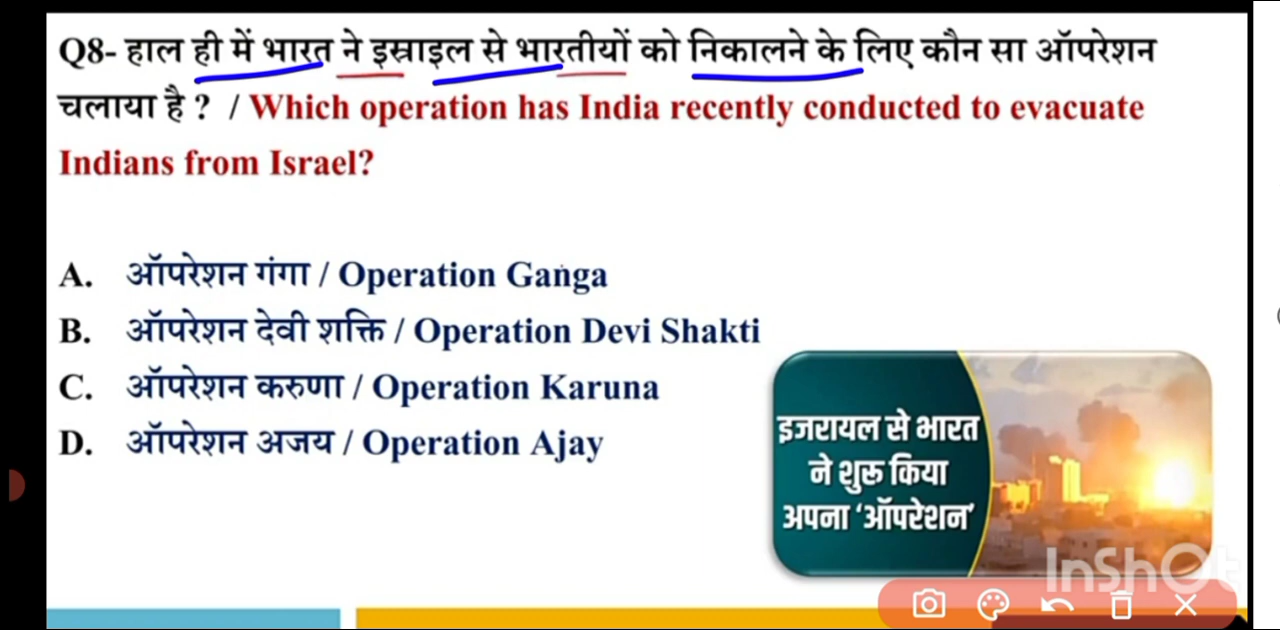 Q8- हाल ही में भारत ने इस्राइल से भारतीयों को निकालने के लिए कौन सा ऑपरेशन
चलाया है ? / Which operation has India recently conducted to evacuate
Indians from Israel?
A. ऑपरेशन गंगा / Operation Ganga
B. ऑपरेशन देवी शक्ति / Operation Devi Shakti
C. ऑपरेशन करुणा / Operation Karuna
D. ऑपरेशन अजय / Operation Ajay
इजरायल से भारत
ने शुरू किया
अपना ‘ऑपरेशन’
InShOt